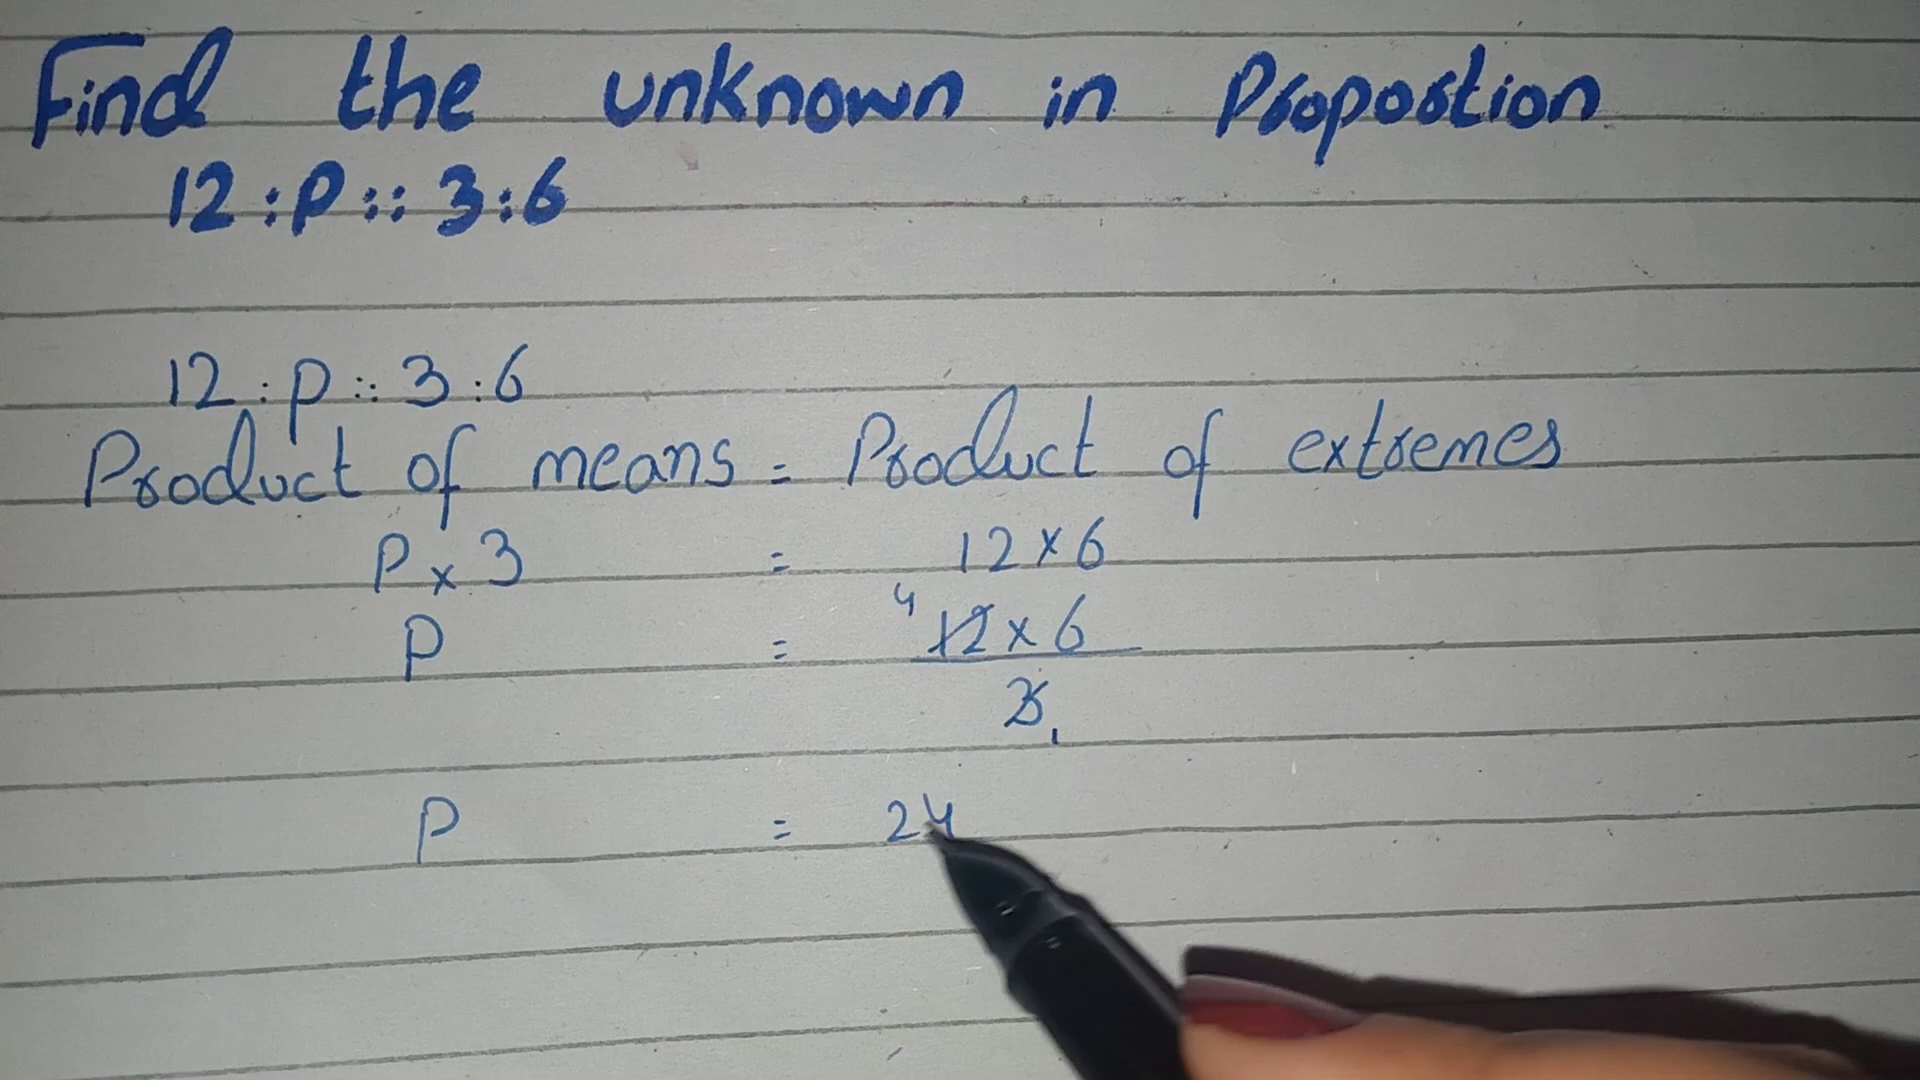 Find the unknown in Proportion
12:P::3:6
12:P::3:6
Product of means = Product of extremes
P x 3 = 12 x 6
P = 4 12 x 6
3 1
P = 24